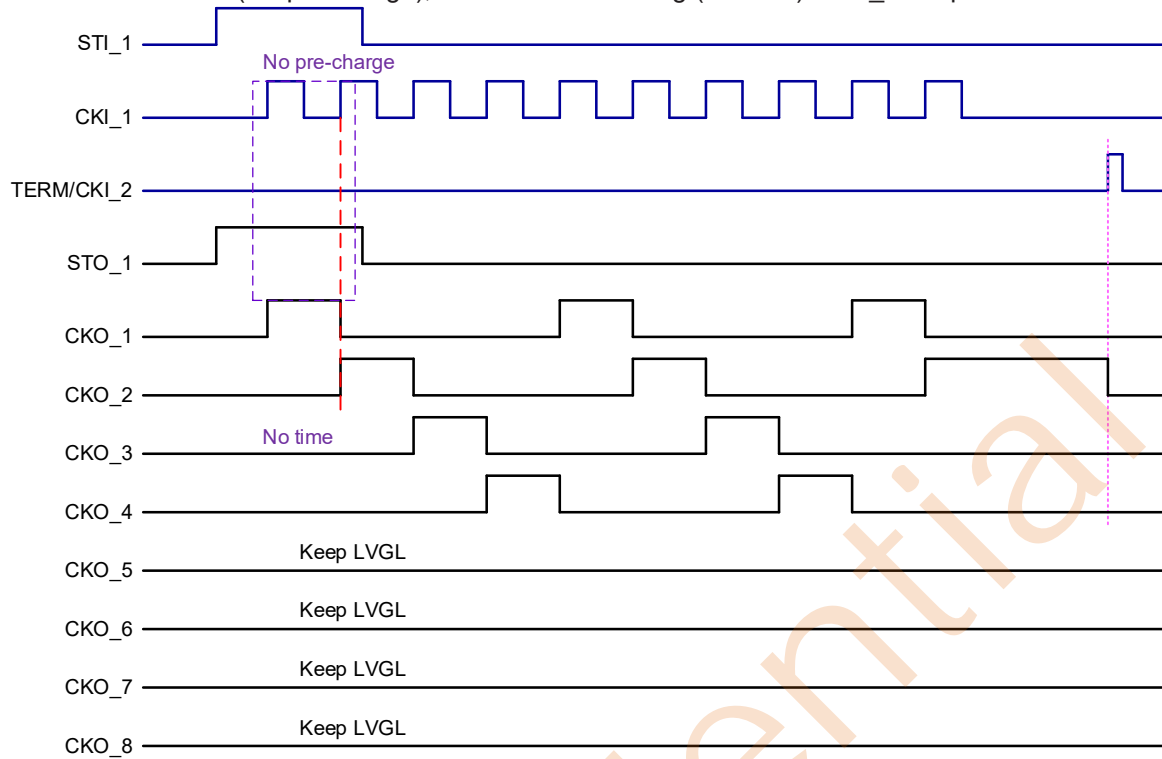 STI_1
No pre-charge
CKI_1
TERM/CKI_2
STO_1
CKO_1
CKO_2
No time
CKO_3
CKO_4
Keep LVGL
CKO_5
Keep LVGL
CKO_6
Keep LVGL
CKO_7
Keep LVGL
CKO_8
ential